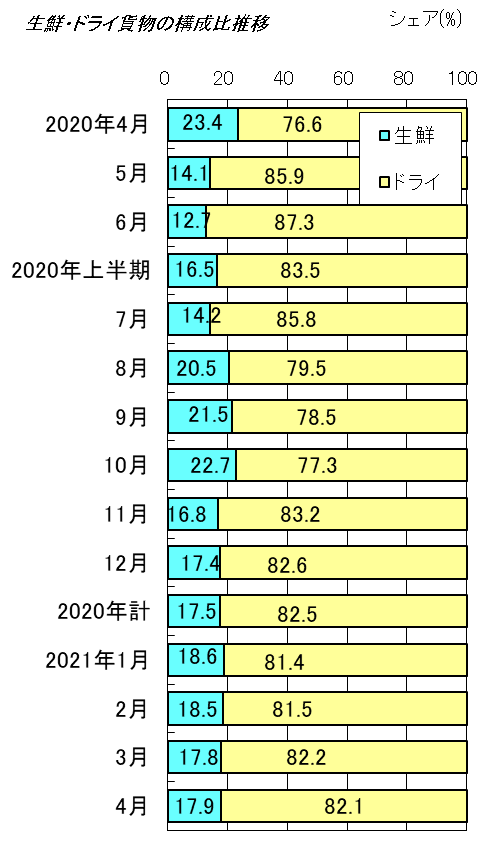 生鮮・ドライ貨物の構成比推移
シェア(%)
0 20 40 60 80 100
生鮮
ドライ
2020年4月 23.4 76.6
5月 14.1 85.9
6月 12.7 87.3
2020年上半期 16.5 83.5
7月 14.2 85.8
8月 20.5 79.5
9月 21.5 78.5
10月 22.7 77.3
11月 16.8 83.2
12月 17.4 82.6
2020年計 17.5 82.5
2021年1月 18.6 81.4
2月 18.5 81.5
3月 17.8 82.2
4月 17.9 82.1